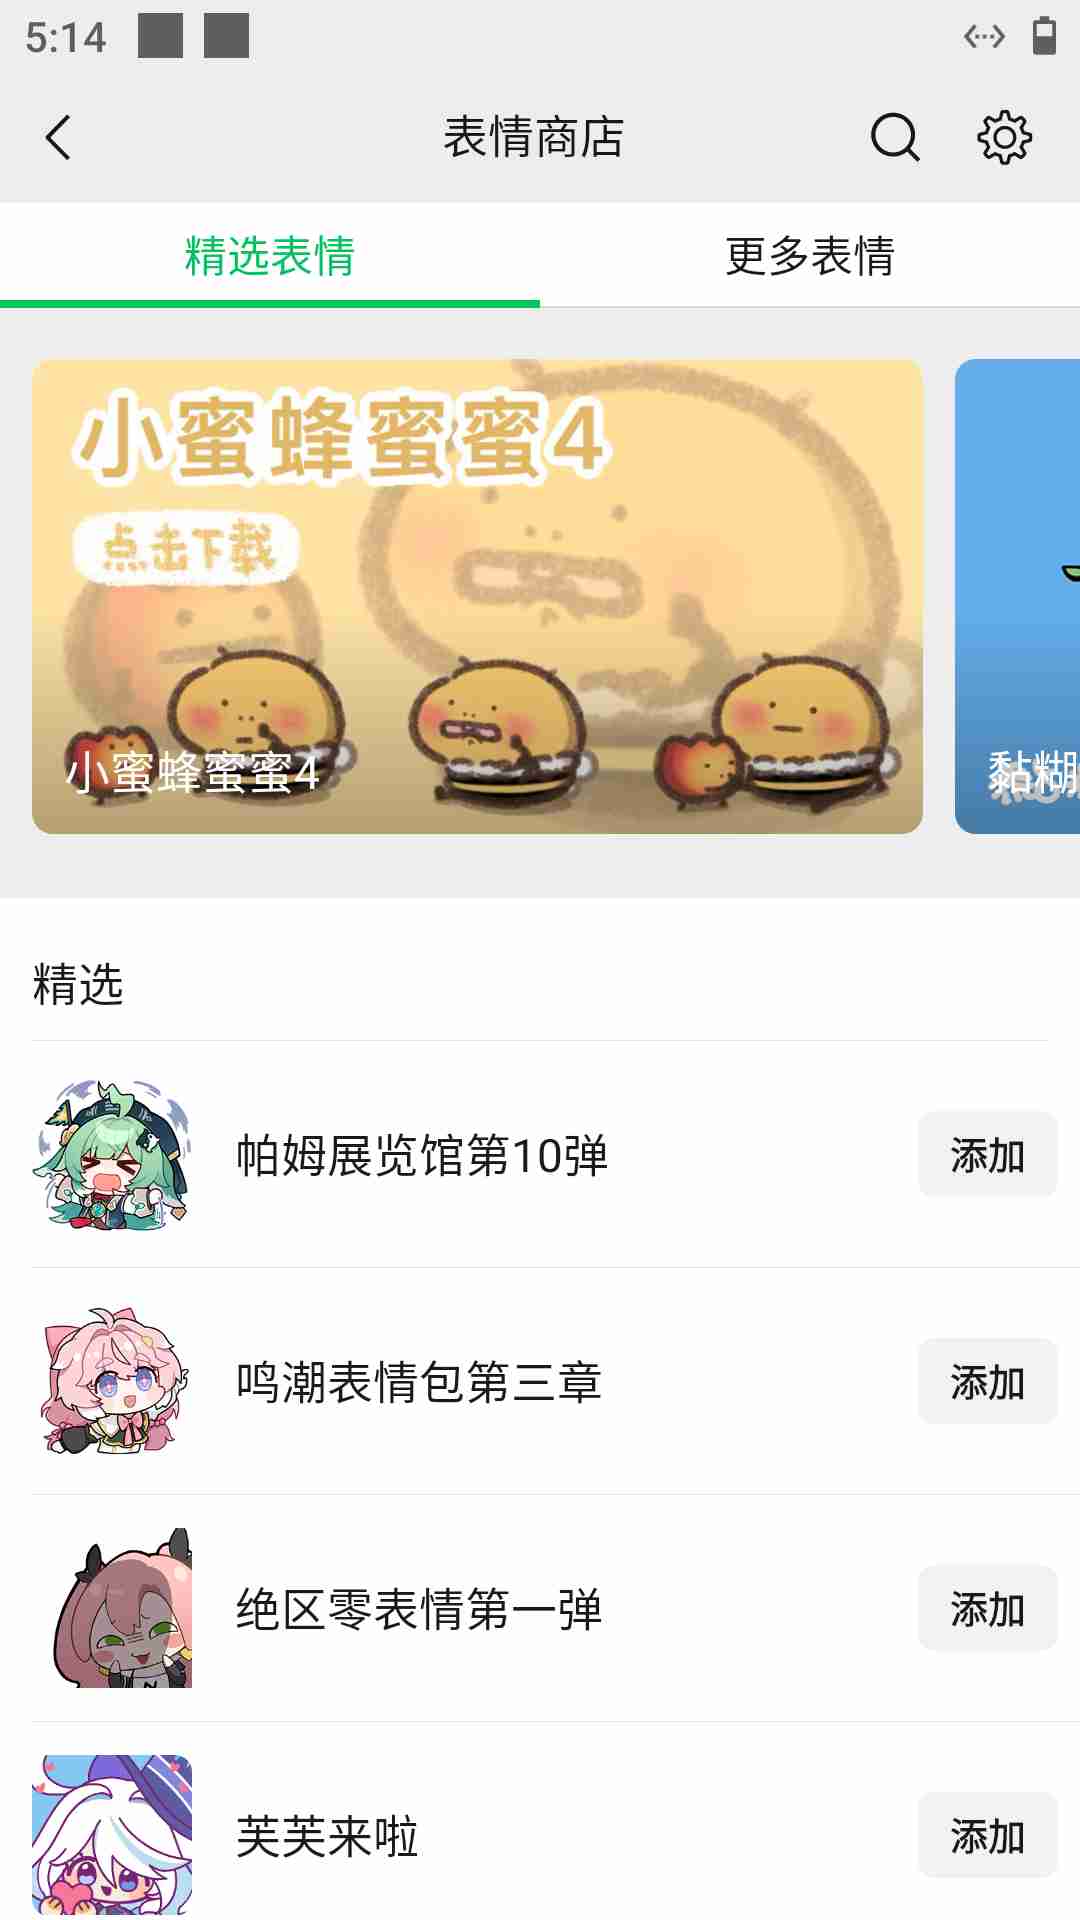 5:14
表情商店
精选表情
更多表情
小蜜蜂蜜蜜4
点击下载
小蜜蜂蜜蜜4
黏糊
精选
帕姆展览馆第10弹
添加
鸣潮表情包第三章
添加
绝区零表情第一弹
添加
芙芙来啦
添加